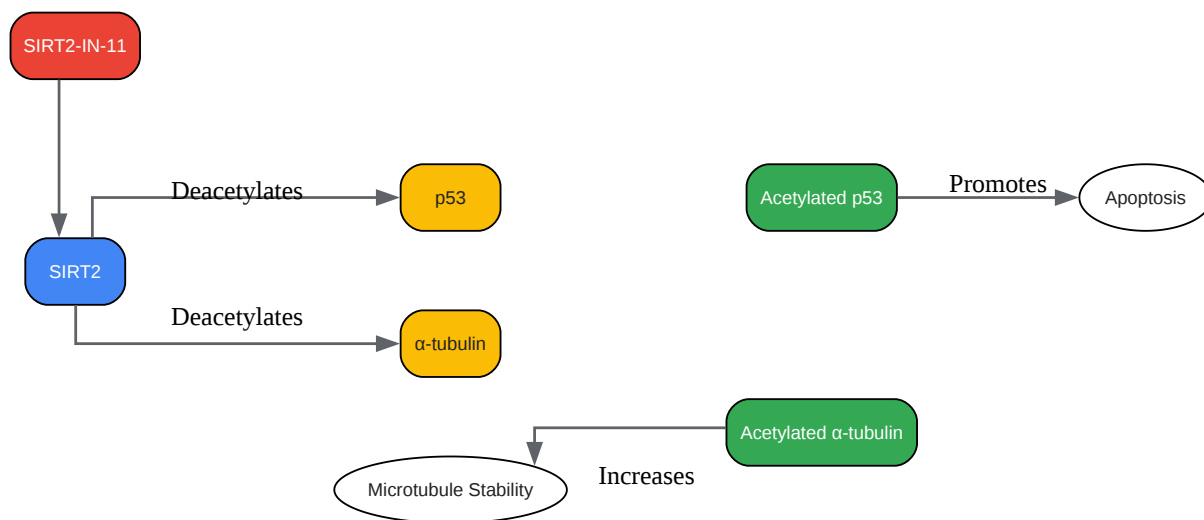 SIRT2-IN-11
Deacetylates
p53
Acetylated p53
Promotes
Apoptosis
SIRT2
Deacetylates
α-tubulin
Acetylated α-tubulin
Increases
Microtubule Stability